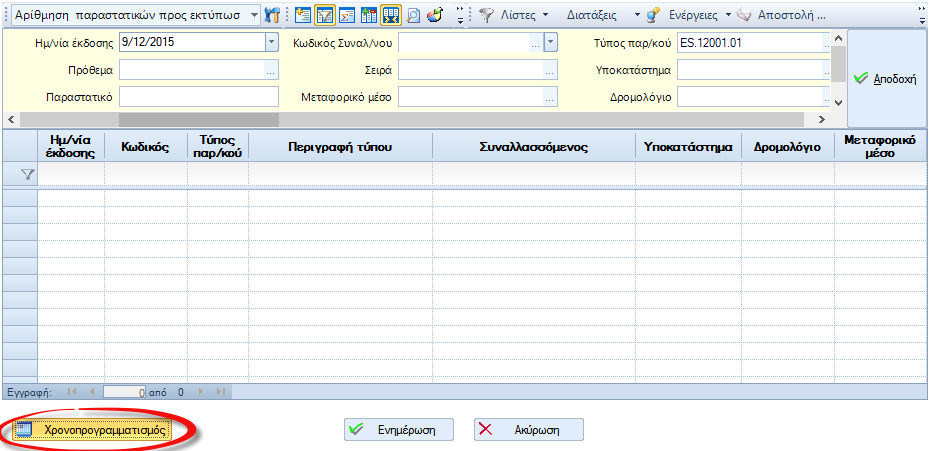 Αρίθμηση παραστατικών προς εκτύπωσ Λίστες Διατάξεις Ενέργειες Αποστολή ...
Ημ/νία έκδοσης 9/12/2015 Κωδικός Συναλ/νου ... Τύπος παρ/κού ES.12001.01
Πρόθεμα ... Σειρά ... Υποκατάστημα
Παραστατικό Μεταφορικό μέσο ... Δρομολόγιο
Αποδοχή
Ημ/νία έκδοσης Κωδικός Τύπος παρ/κού Περιγραφή τύπου Συναλλασσόμενος Υποκατάστημα Δρομολόγιο Μεταφορικό μέσο
Εγγραφή: 0 από 0
Χρονοπρογραμματισμός Ενημέρωση Ακύρωση